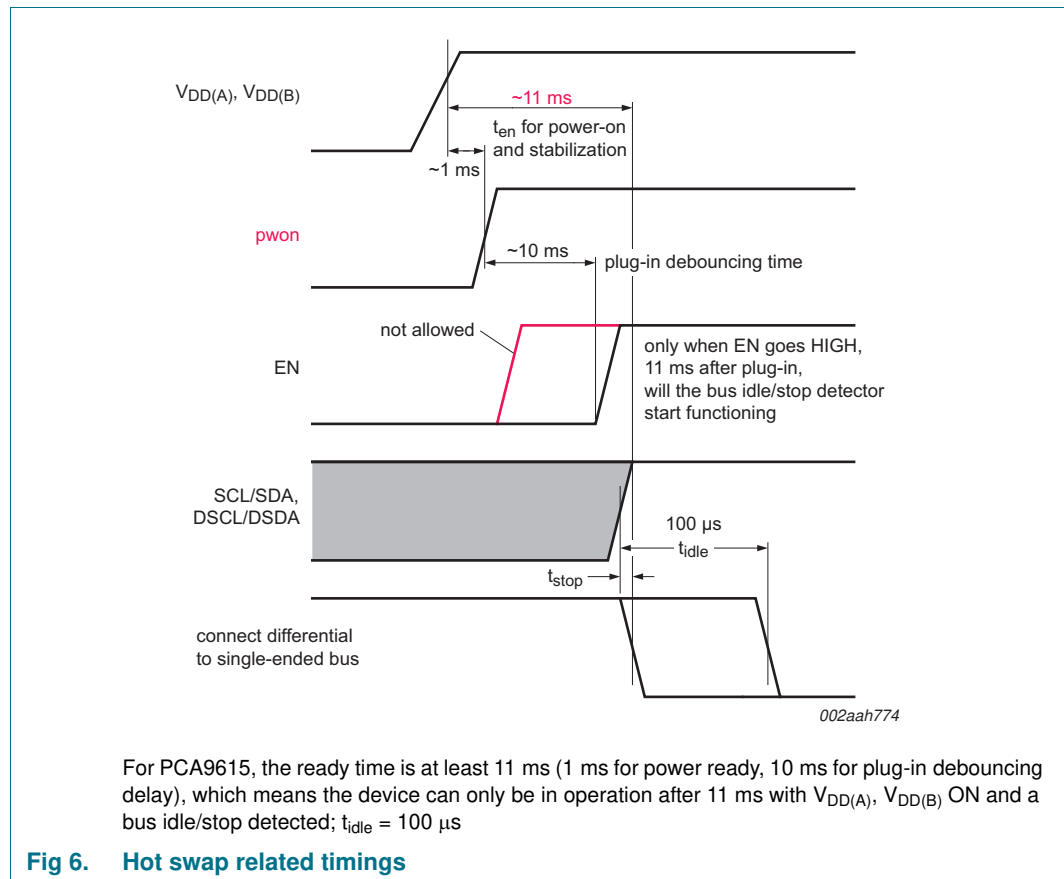 VDD(A), VDD(B)
~11 ms
ten for power-on
and stabilization
~1 ms
pwon
~10 ms
plug-in debouncing time
not allowed
EN
only when EN goes HIGH,
11 ms after plug-in,
will the bus idle/stop detector
start functioning
SCL/SDA,
DSCL/DSDA
100 μs
tidle
tstop
connect differential
to single-ended bus
002aah774
For PCA9615, the ready time is at least 11 ms (1 ms for power ready, 10 ms for plug-in debouncing
delay), which means the device can only be in operation after 11 ms with VDD(A), VDD(B) ON and a
bus idle/stop detected; tidle = 100 μs
Fig 6. Hot swap related timings